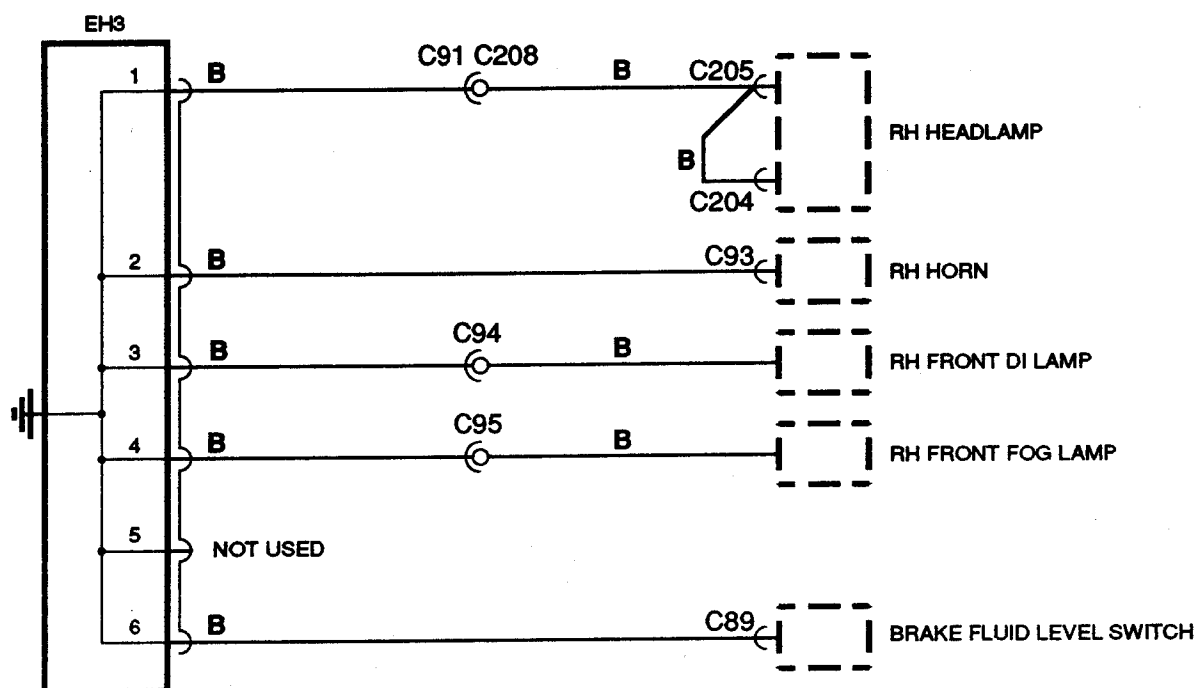 EH3
1 B C91 C208 B C205
RH HEADLAMP
B
C204
2 B C93 RH HORN
3 B C94 B RH FRONT DI LAMP
4 B C95 B RH FRONT FOG LAMP
5 NOT USED
6 B C89 BRAKE FLUID LEVEL SWITCH